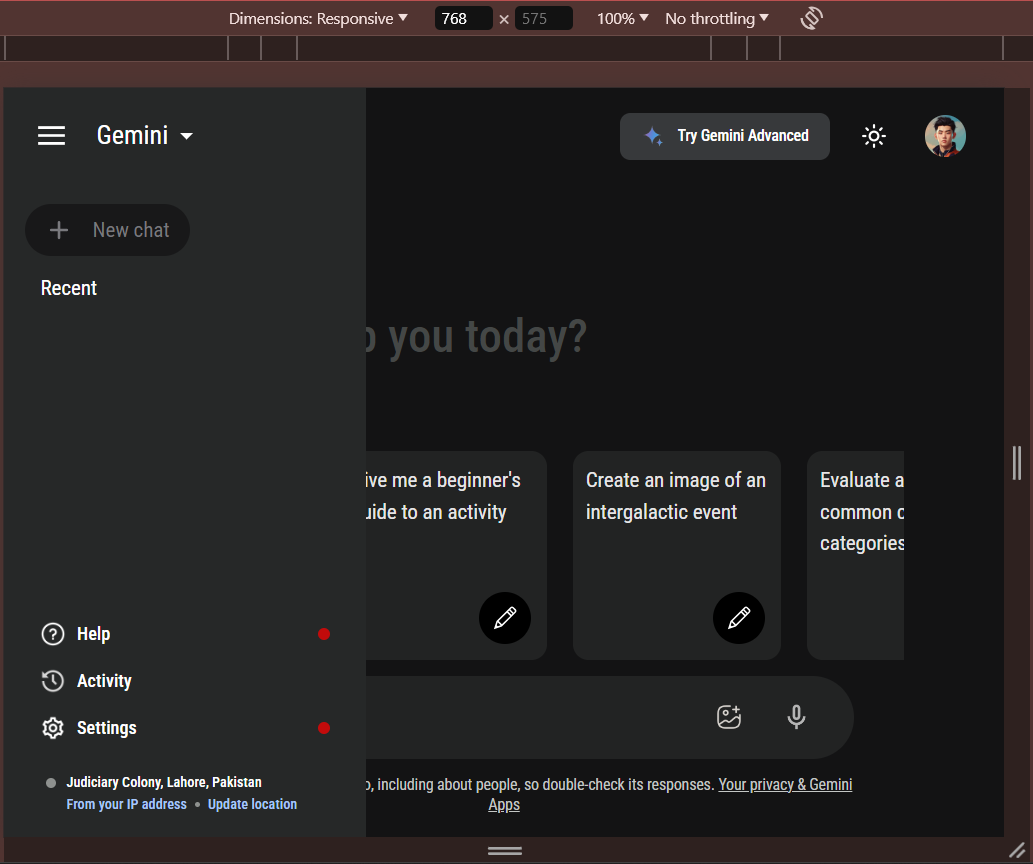 Dimensions: Responsive
768 × 575
100%
No throttling
Gemini
Try Gemini Advanced
New chat
Recent
you today?
ive me a beginner's
uide to an activity
Create an image of an
intergalactic event
Evaluate a
common c
categories
Help
Activity
Settings
Judiciary Colony, Lahore, Pakistan
From your IP address • Update location
, including about people, so double-check its responses. Your privacy & Gemini
Apps